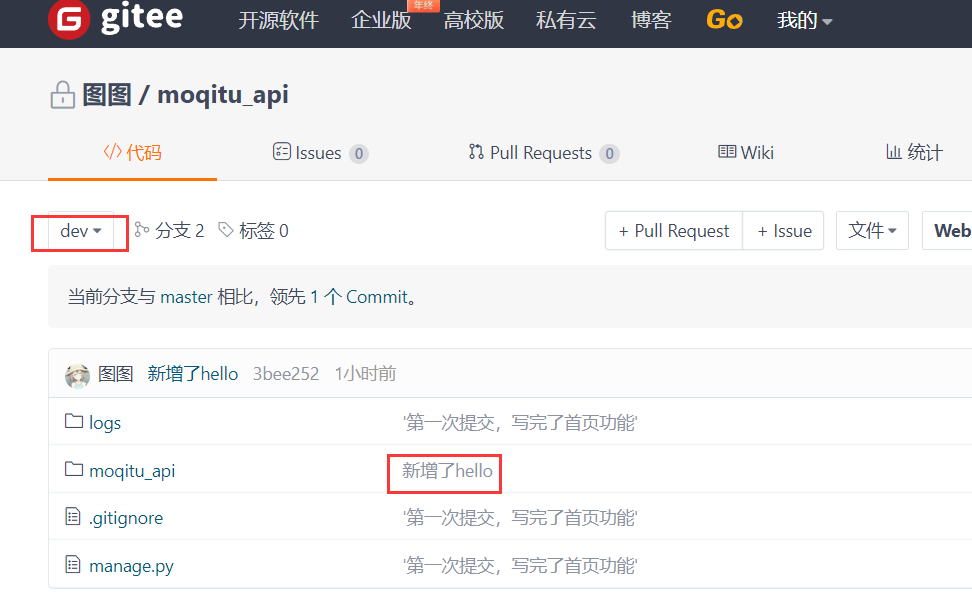 gitee 开源软件 企业版 年终 高校版 私有云 博客 Go 我的
图图 / moqitu_api
</> 代码 Issues 0 Pull Requests 0 Wiki 统计
dev 分支 2 标签 0 + Pull Request + Issue 文件 Web
当前分支与 master 相比，领先 1 个 Commit。
图图 新增了hello 3bee252 1小时前
logs '第一次提交，写完了首页功能'
moqitu_api 新增了hello
.gitignore '第一次提交，写完了首页功能'
manage.py '第一次提交，写完了首页功能'